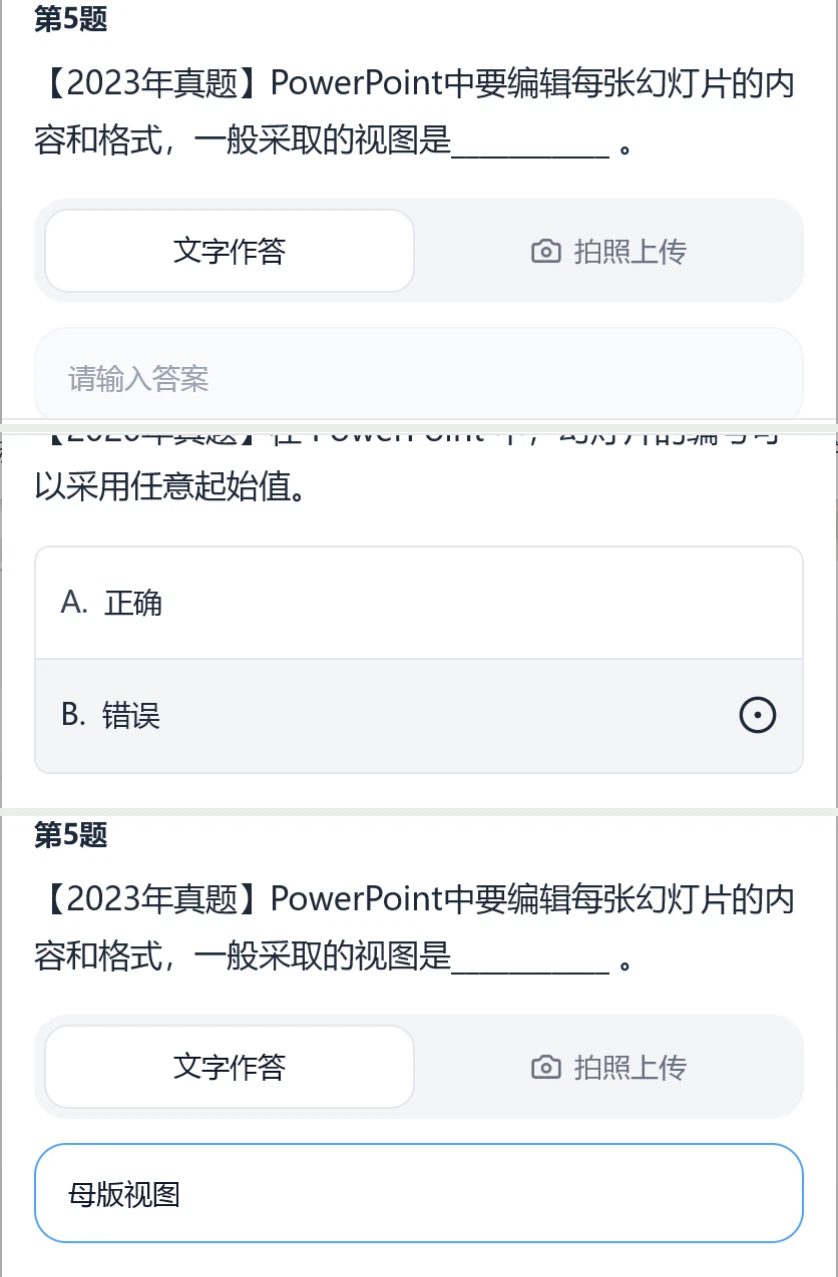 第5题
【2023年真题】PowerPoint中要编辑每张幻灯片的内
容和格式，一般采取的视图是__________ 。
文字作答
拍照上传
请输入答案
以采用任意起始值。
A. 正确
B. 错误
第5题
【2023年真题】PowerPoint中要编辑每张幻灯片的内
容和格式，一般采取的视图是__________ 。
文字作答
拍照上传
母版视图